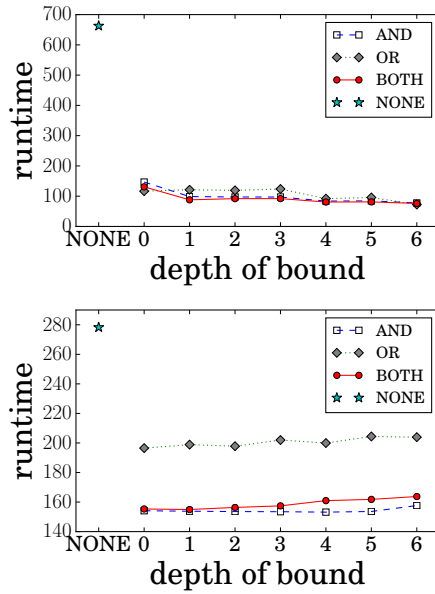 700
600
500
400
300
200
100
0
runtime
AND
OR
BOTH
NONE
NONE 0 1 2 3 4 5 6
depth of bound
280
260
240
220
200
180
160
140
runtime
AND
OR
BOTH
NONE
NONE 0 1 2 3 4 5 6
depth of bound